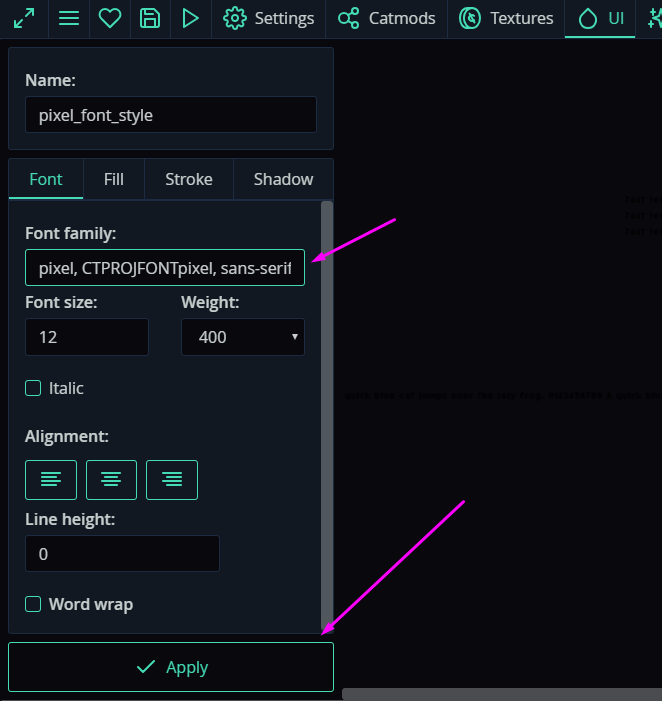 Settings Catmods Textures UI
Name:
pixel_font_style
Font Fill Stroke Shadow
Font family:
pixel, CTPROJFONTpixel, sans-serif
Font size: Weight:
12 400
Italic
Alignment:
Line height:
0
Word wrap
Apply